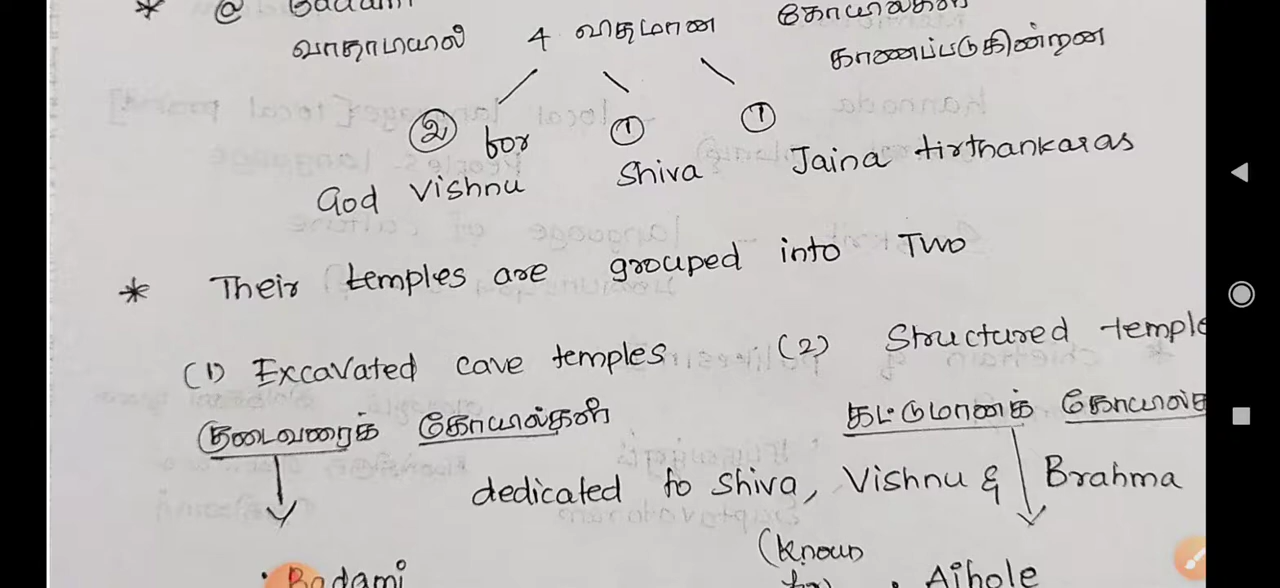 * @ Badami
வாதாமியில் 4 விதமான கோயில்கள்
காணப்படுகின்றன
② for ① ①
God Vishnu Shiva Jaina tirthankaras
* Their temples are grouped into Two
(1) Excavated cave temples (2) Structured temple
குடைவரைக் கோயில்கள் கட்டுமானக் கோயில்க
dedicated to Shiva, Vishnu & Brahma
(Known
for
• Badami • Aihole